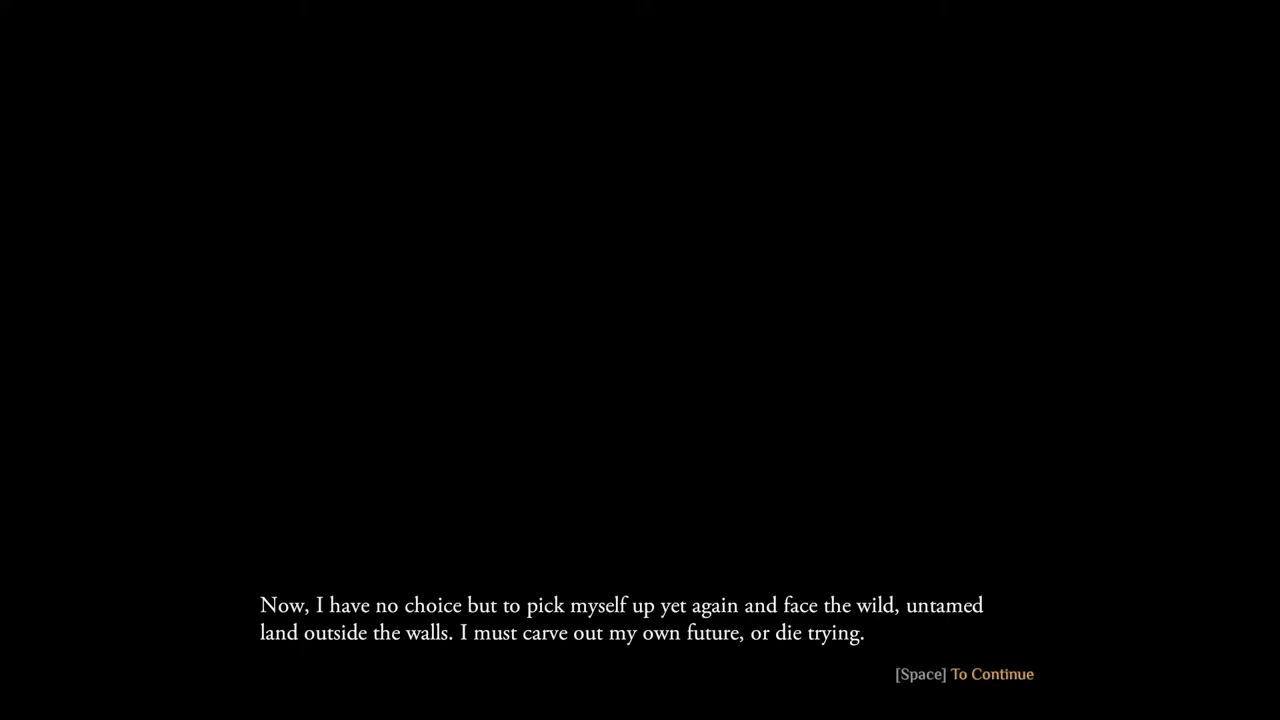 Now, I have no choice but to pick myself up yet again and face the wild, untamed
land outside the walls. I must carve out my own future, or die trying.
[Space] To Continue